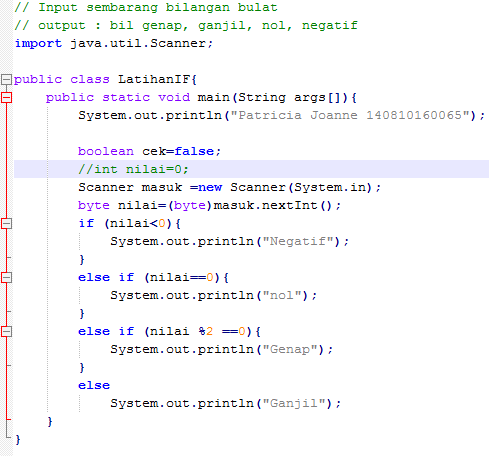 // Input sembarang bilangan bulat
// output : bil genap, ganjil, nol, negatif
import java.util.Scanner;

public class LatihanIF{
    public static void main(String args[]){
        System.out.println("Patricia Joanne 140810160065");

        boolean cek=false;
        //int nilai=0;
        Scanner masuk =new Scanner(System.in);
        byte nilai=(byte)masuk.nextInt();
        if (nilai<0){
            System.out.println("Negatif");
        }
        else if (nilai==0){
            System.out.println("nol");
        }
        else if (nilai %2 ==0){
            System.out.println("Genap");
        }
        else
            System.out.println("Ganjil");
    }
}